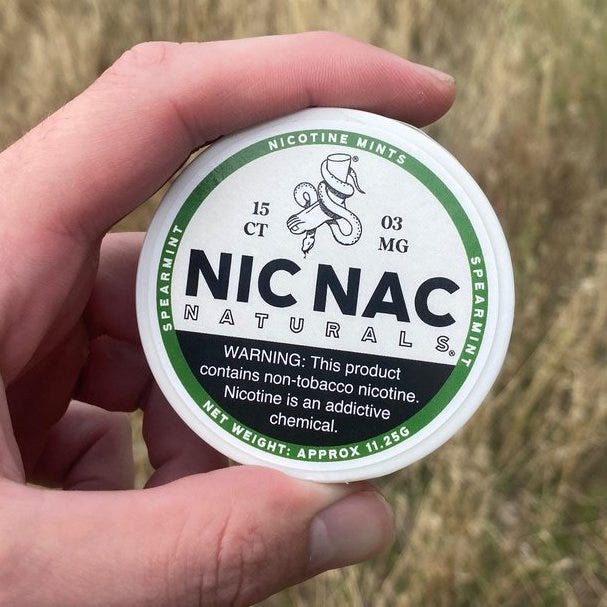 NICOTINE MINTS
15
CT
03
MG
®
NIC NAC
NATURALS®
SPEARMINT
SPEARMINT
WARNING: This product
contains non-tobacco nicotine.
Nicotine is an addictive
chemical.
NET WEIGHT: APPROX 11.25G